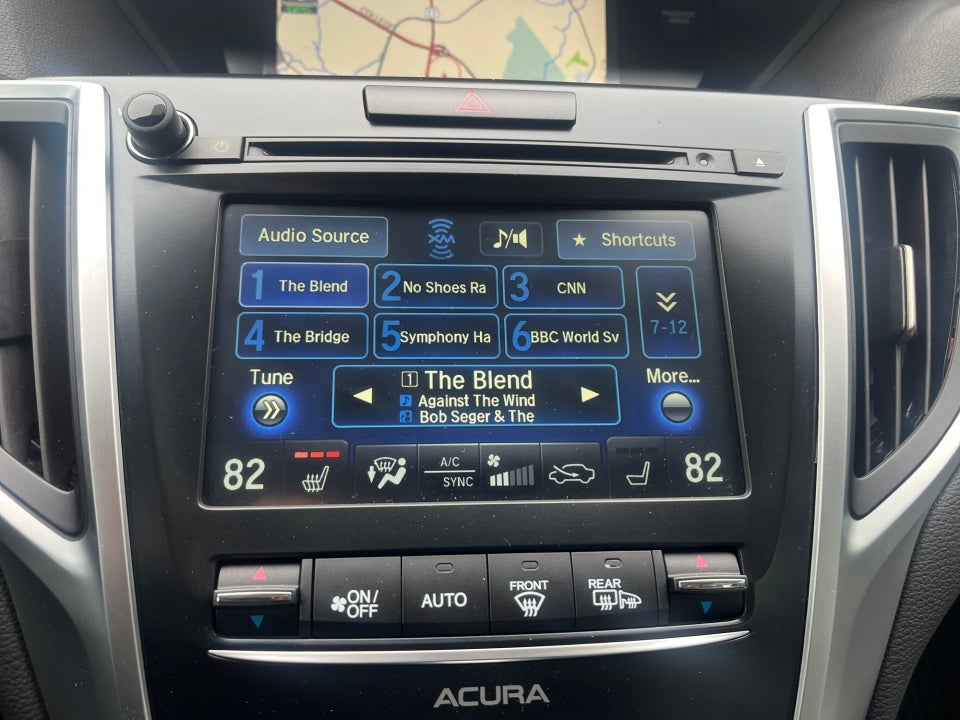 Audio Source
XM
★ Shortcuts
1 The Blend
2 No Shoes Ra
3 CNN
7-12
4 The Bridge
5 Symphony Ha
6 BBC World Sv
Tune
1 The Blend
More...
Against The Wind
Bob Seger & The
82
A/C
SYNC
82
ON/
OFF
AUTO
FRONT
REAR
ACURA